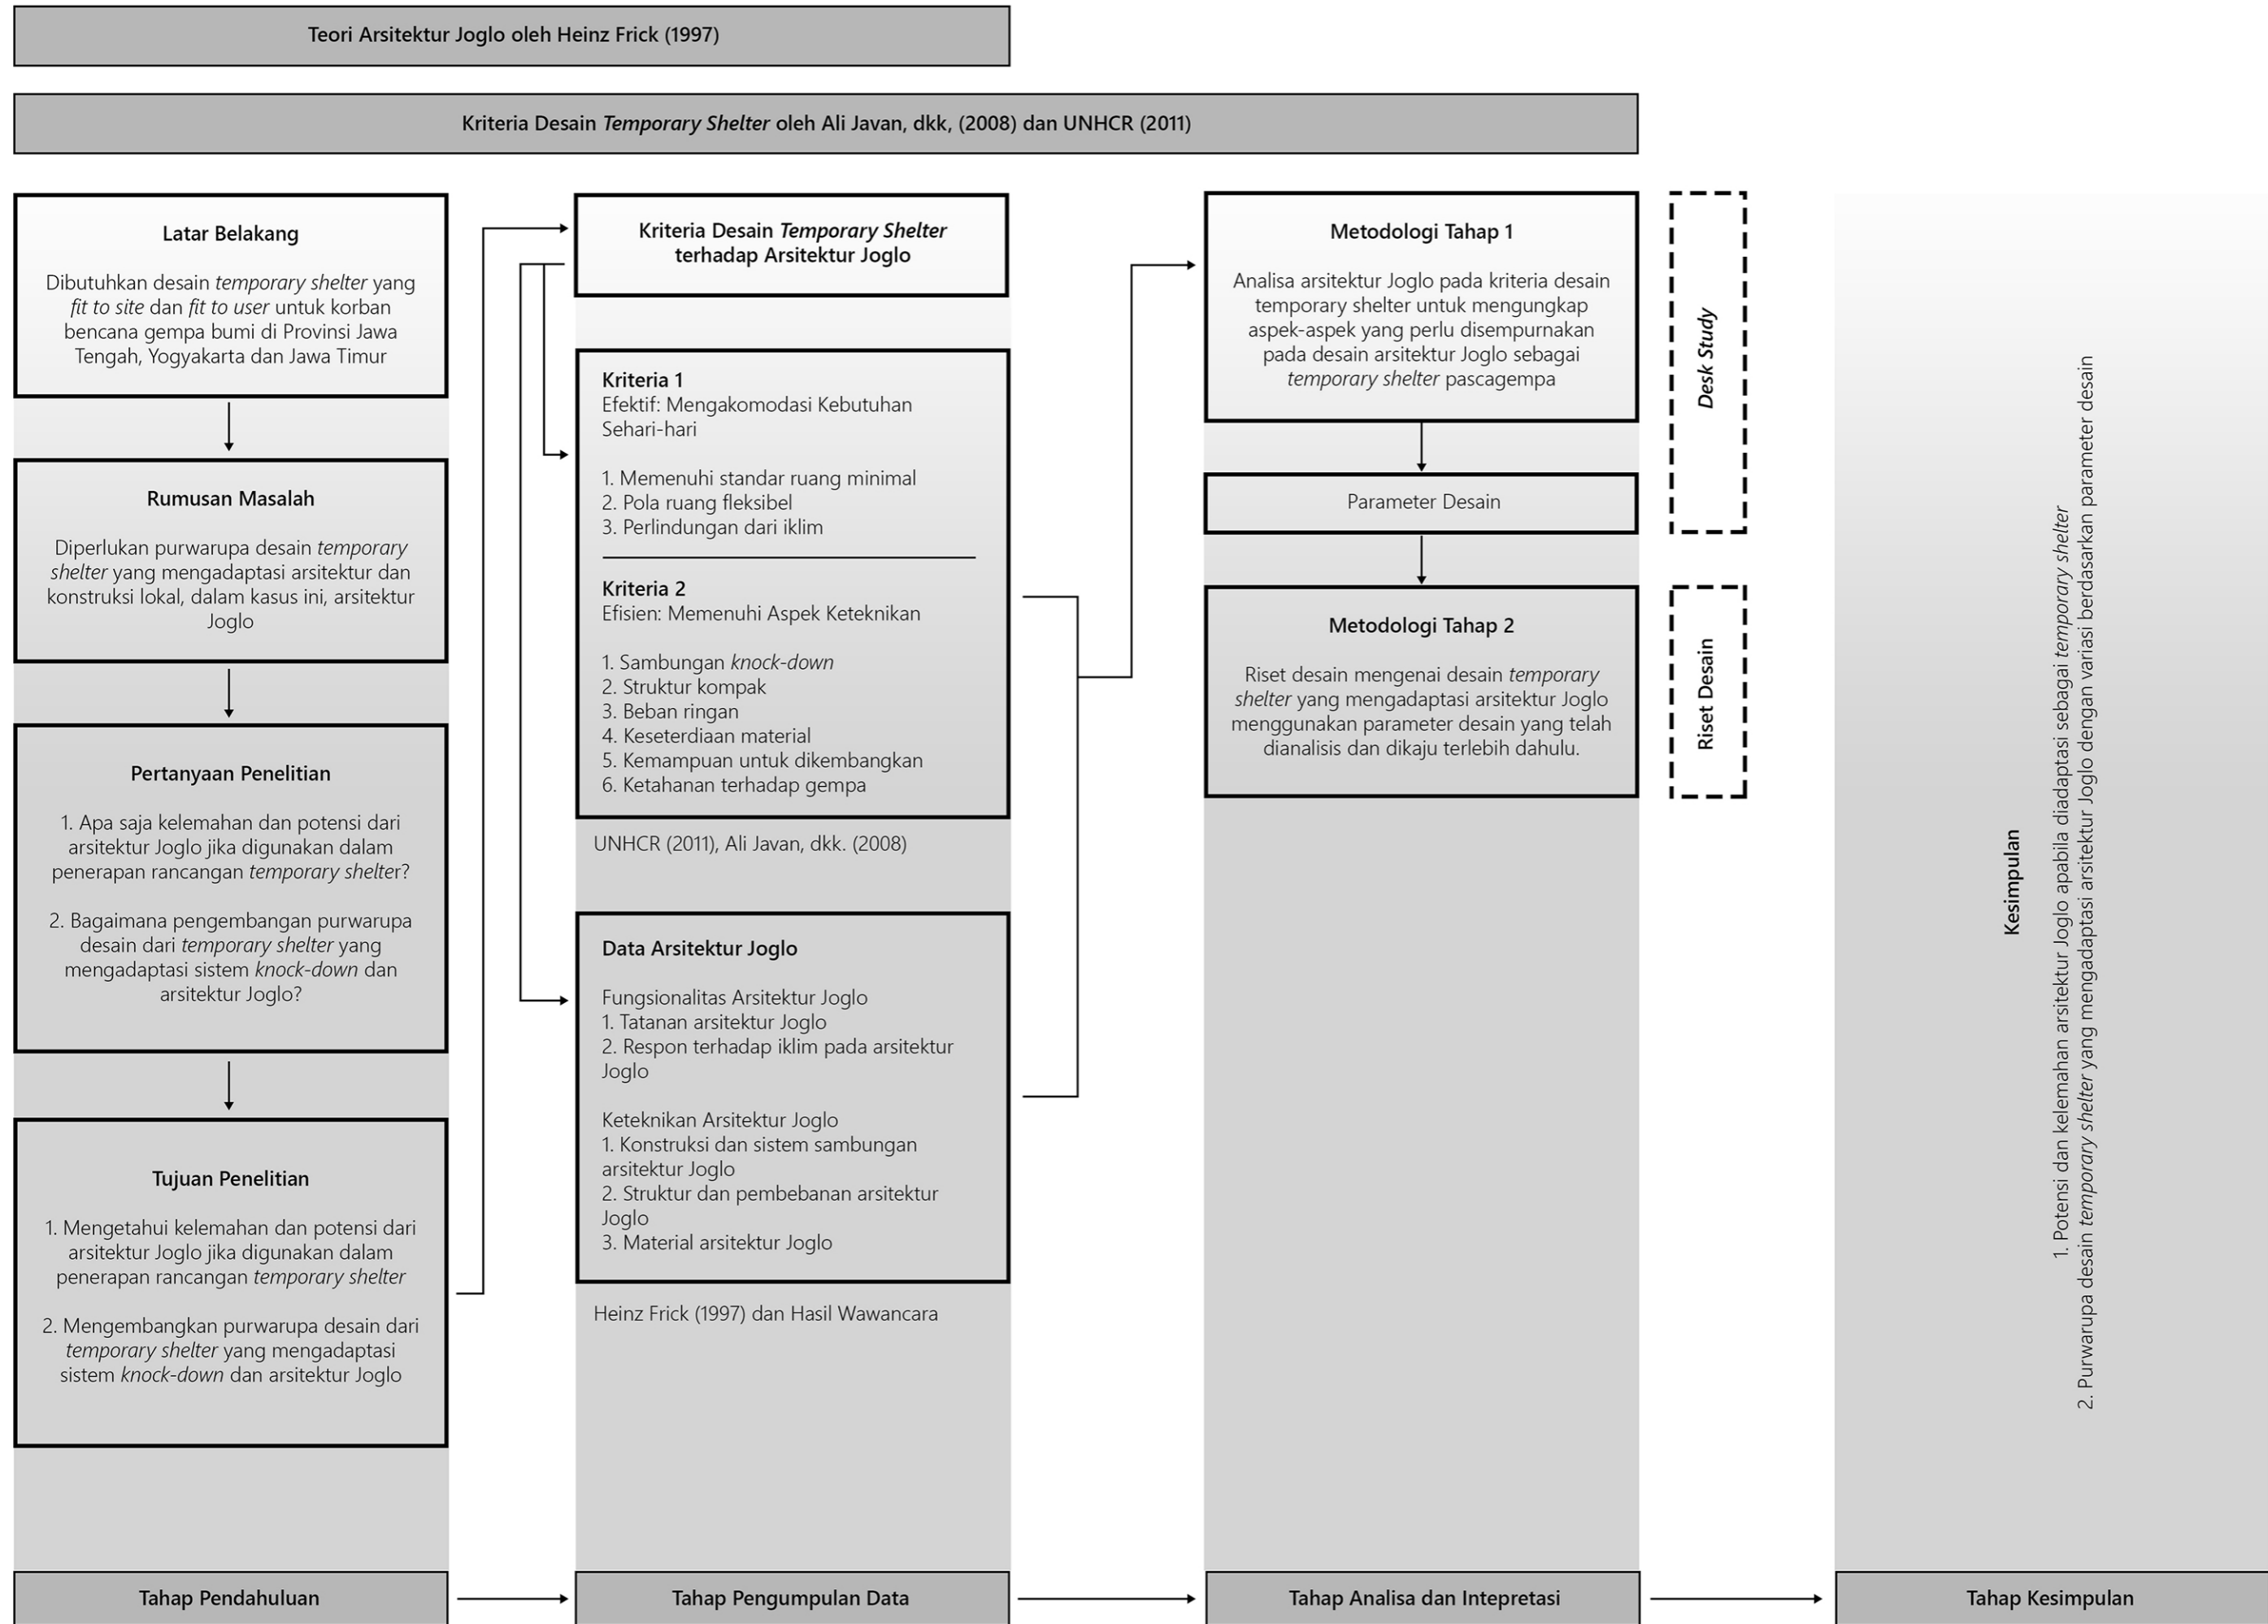 Teori Arsitektur Joglo oleh Heinz Frick (1997)
Kriteria Desain Temporary Shelter oleh Ali Javan, dkk, (2008) dan UNHCR (2011)
Latar Belakang
Dibutuhkan desain temporary shelter yang
fit to site dan fit to user untuk korban
bencana gempa bumi di Provinsi Jawa
Tengah, Yogyakarta dan Jawa Timur
Rumusan Masalah
Diperlukan purwarupa desain temporary
shelter yang mengadaptasi arsitektur dan
konstruksi lokal, dalam kasus ini, arsitektur
Joglo
Pertanyaan Penelitian
1. Apa saja kelemahan dan potensi dari
arsitektur Joglo jika digunakan dalam
penerapan rancangan temporary shelter?
2. Bagaimana pengembangan purwarupa
desain dari temporary shelter yang
mengadaptasi sistem knock-down dan
arsitektur Joglo?
Tujuan Penelitian
1. Mengetahui kelemahan dan potensi dari
arsitektur Joglo jika digunakan dalam
penerapan rancangan temporary shelter
2. Mengembangkan purwarupa desain dari
temporary shelter yang mengadaptasi
sistem knock-down dan arsitektur Joglo
Tahap Pendahuluan
Kriteria Desain Temporary Shelter
terhadap Arsitektur Joglo
Kriteria 1
Efektif: Mengakomodasi Kebutuhan
Sehari-hari
1. Memenuhi standar ruang minimal
2. Pola ruang fleksibel
3. Perlindungan dari iklim
Kriteria 2
Efisien: Memenuhi Aspek Keteknikan
1. Sambungan knock-down
2. Struktur kompak
3. Beban ringan
4. Keseterdiaan material
5. Kemampuan untuk dikembangkan
6. Ketahanan terhadap gempa
UNHCR (2011), Ali Javan, dkk. (2008)
Data Arsitektur Joglo
Fungsionalitas Arsitektur Joglo
1. Tatanan arsitektur Joglo
2. Respon terhadap iklim pada arsitektur
Joglo
Keteknikan Arsitektur Joglo
1. Konstruksi dan sistem sambungan
arsitektur Joglo
2. Struktur dan pembebanan arsitektur
Joglo
3. Material arsitektur Joglo
Heinz Frick (1997) dan Hasil Wawancara
Tahap Pengumpulan Data
Metodologi Tahap 1
Analisa arsitektur Joglo pada kriteria desain
temporary shelter untuk mengungkap
aspek-aspek yang perlu disempurnakan
pada desain arsitektur Joglo sebagai
temporary shelter pascagempa
Parameter Desain
Metodologi Tahap 2
Riset desain mengenai desain temporary
shelter yang mengadaptasi arsitektur Joglo
menggunakan parameter desain yang telah
dianalisis dan dikaju terlebih dahulu.
Tahap Analisa dan Intepretasi
Desk Study
Riset Desain
Kesimpulan
1. Potensi dan kelemahan arsitektur Joglo apabila diadaptasi sebagai temporary shelter
2. Purwarupa desain temporary shelter yang mengadaptasi arsitektur Joglo dengan variasi berdasarkan parameter desain
Tahap Kesimpulan